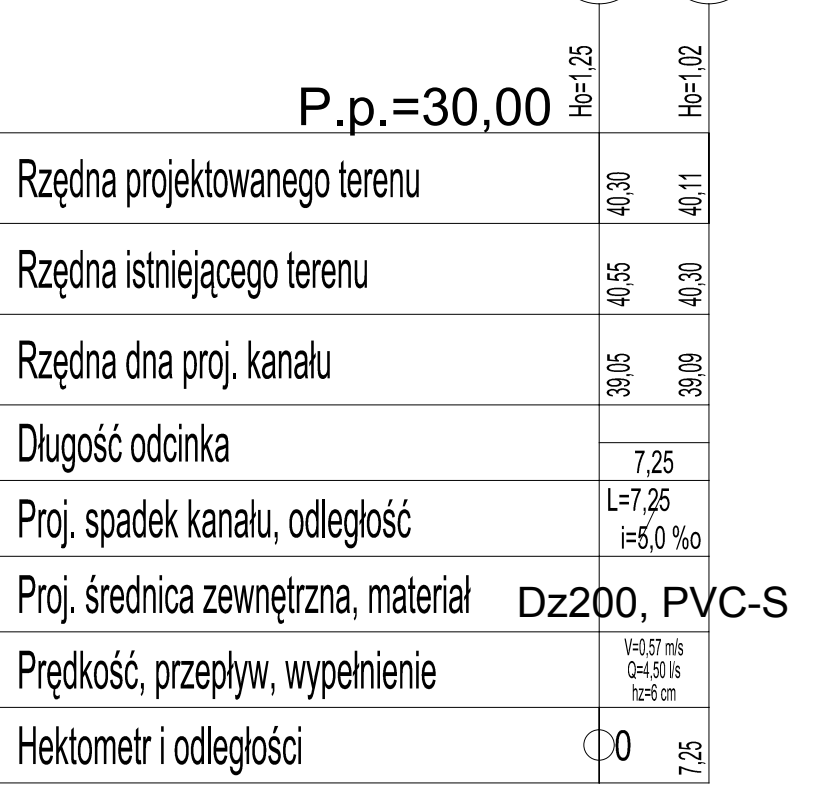 Ho=1,25
Ho=1,02
P.p.=30,00
Rzędna projektowanego terenu
40,30
40,11
Rzędna istniejącego terenu
40,55
40,30
Rzędna dna proj. kanału
39,05
39,09
Długość odcinka
7,25
Proj. spadek kanału, odległość
L=7,25
i=5,0 %o
Proj. średnica zewnętrzna, materiał
Dz200, PVC-S
Prędkość, przepływ, wypełnienie
V=0,57 m/s
Q=4,50 l/s
hz=6 cm
Hektometr i odległości
0
7,25